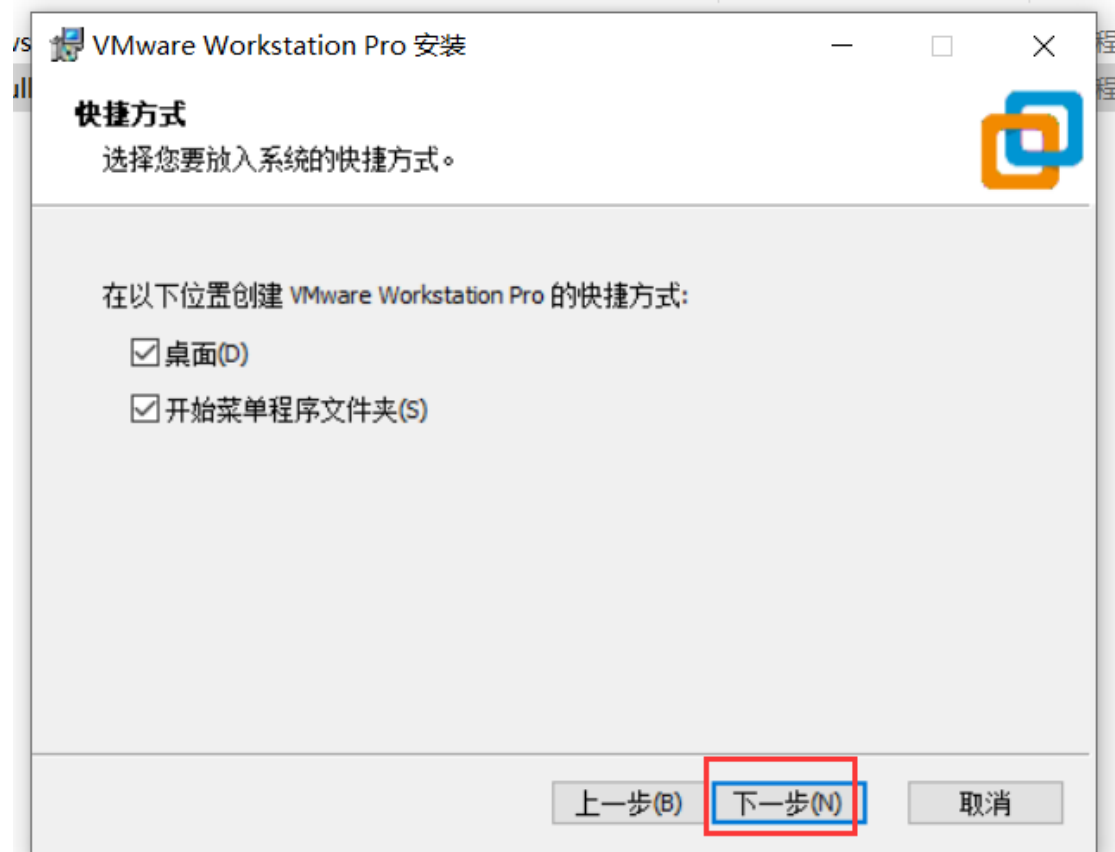 VMware Workstation Pro 安装
快捷方式
选择您要放入系统的快捷方式。
在以下位置创建 VMware Workstation Pro 的快捷方式:
桌面(D)
开始菜单程序文件夹(S)
上一步(B) 下一步(N) 取消